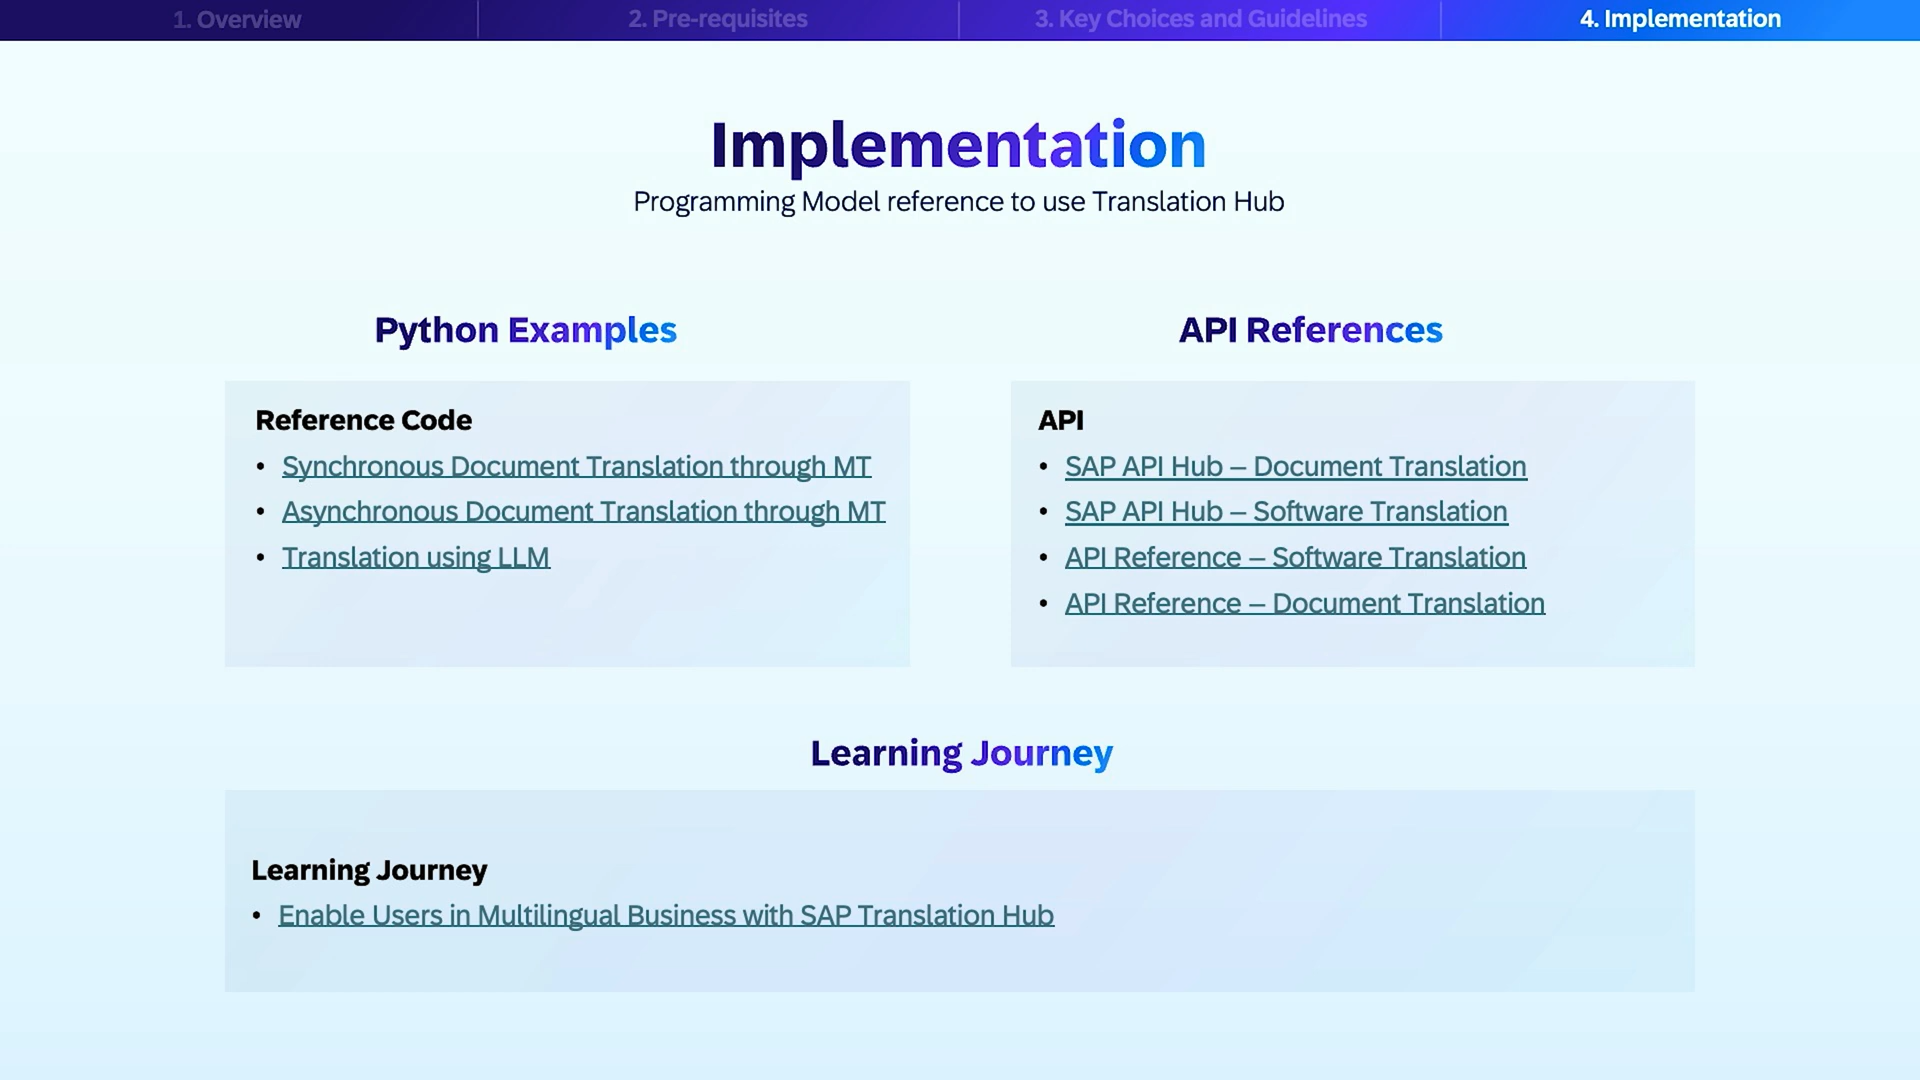 1. Overview
2. Pre-requisites
3. Key Choices and Guidelines
4. Implementation
Implementation
Programming Model reference to use Translation Hub
Python Examples
Reference Code
• Synchronous Document Translation through MT
• Asynchronous Document Translation through MT
• Translation using LLM
API References
API
• SAP API Hub – Document Translation
• SAP API Hub – Software Translation
• API Reference – Software Translation
• API Reference – Document Translation
Learning Journey
Learning Journey
• Enable Users in Multilingual Business with SAP Translation Hub